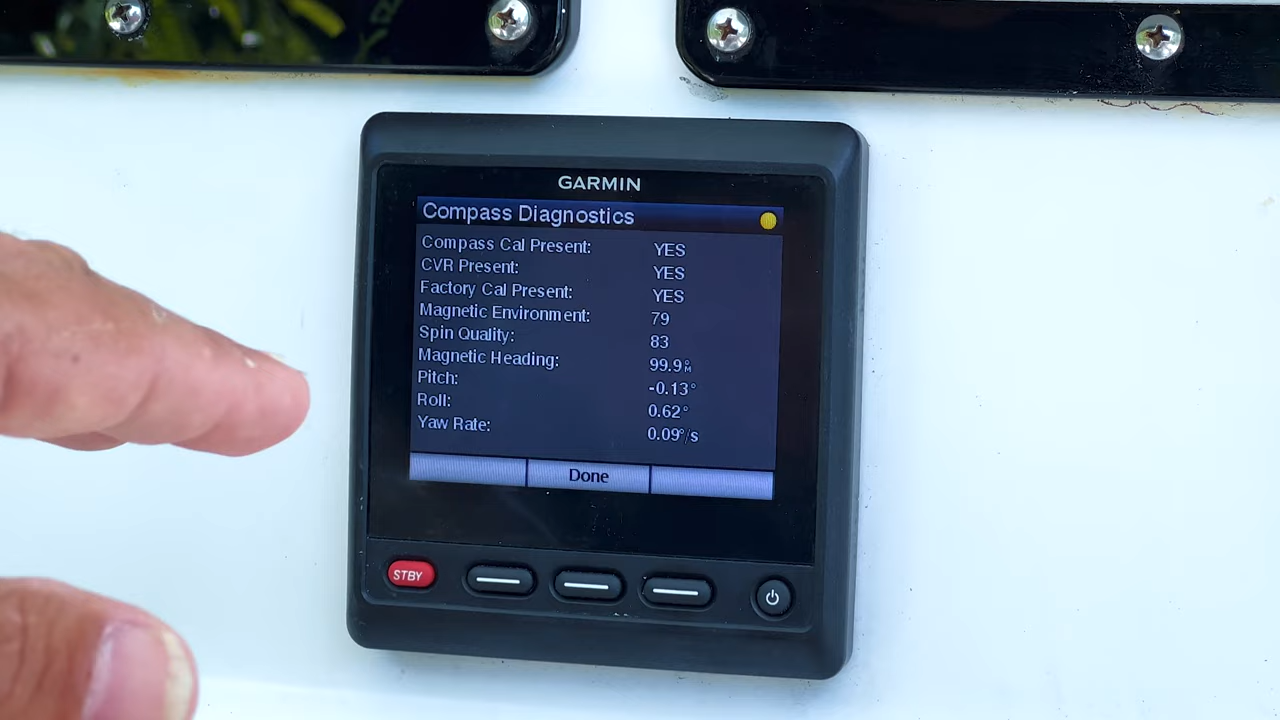 GARMIN
Compass Diagnostics
Compass Cal Present: YES
CVR Present: YES
Factory Cal Present: YES
Magnetic Environment: 79
Spin Quality: 83
Magnetic Heading: 99.9°M
Pitch: -0.13°
Roll: 0.62°
Yaw Rate: 0.09°/s
Done
STBY